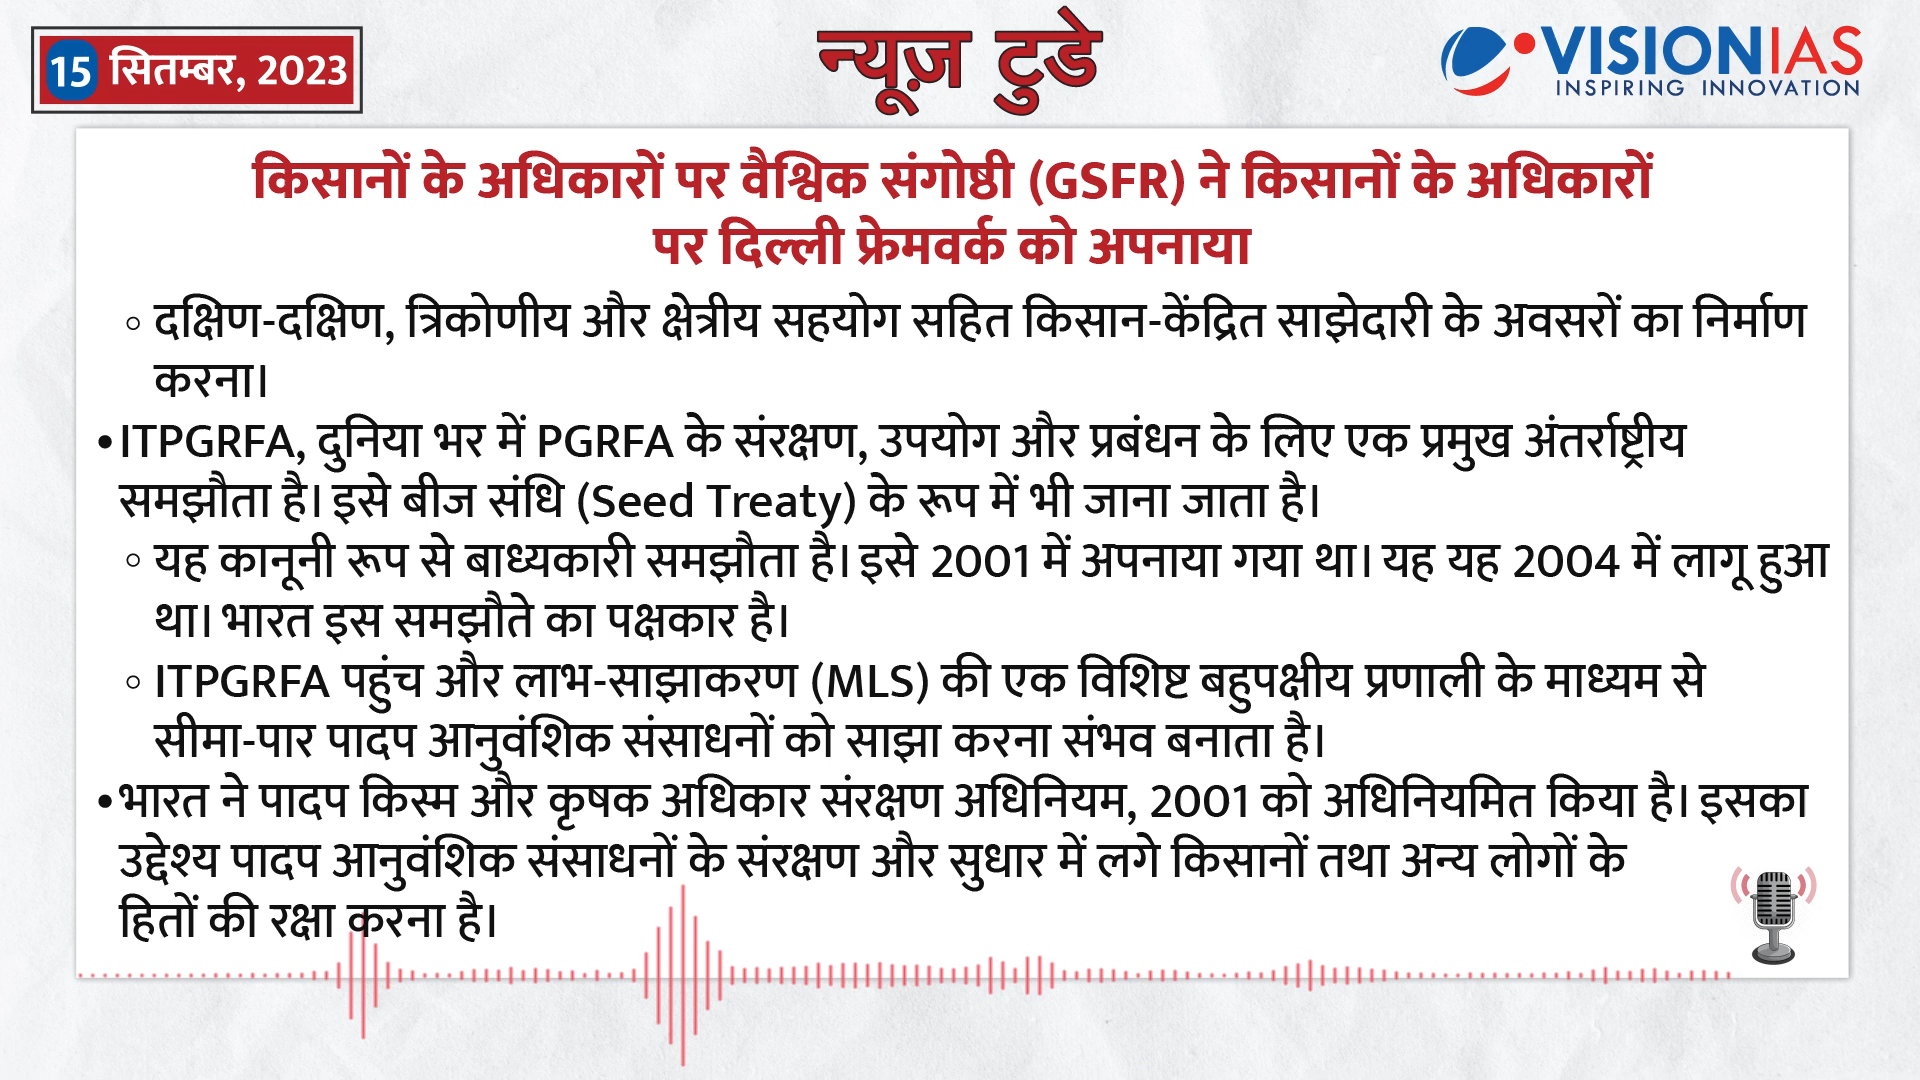 15 सितम्बर, 2023
न्यूज़ टुडे
VISIONIAS
INSPIRING INNOVATION
किसानों के अधिकारों पर वैश्विक संगोष्ठी (GSFR) ने किसानों के अधिकारों
पर दिल्ली फ्रेमवर्क को अपनाया
◦ दक्षिण-दक्षिण, त्रिकोणीय और क्षेत्रीय सहयोग सहित किसान-केंद्रित साझेदारी के अवसरों का निर्माण
करना।
•ITPGRFA, दुनिया भर में PGRFA के संरक्षण, उपयोग और प्रबंधन के लिए एक प्रमुख अंतर्राष्ट्रीय
समझौता है। इसे बीज संधि (Seed Treaty) के रूप में भी जाना जाता है।
◦ यह कानूनी रूप से बाध्यकारी समझौता है। इसे 2001 में अपनाया गया था। यह यह 2004 में लागू हुआ
था। भारत इस समझौते का पक्षकार है।
◦ ITPGRFA पहुंच और लाभ-साझाकरण (MLS) की एक विशिष्ट बहुपक्षीय प्रणाली के माध्यम से
सीमा-पार पादप आनुवंशिक संसाधनों को साझा करना संभव बनाता है।
•भारत ने पादप किस्म और कृषक अधिकार संरक्षण अधिनियम, 2001 को अधिनियमित किया है। इसका
उद्देश्य पादप आनुवंशिक संसाधनों के संरक्षण और सुधार में लगे किसानों तथा अन्य लोगों के
हितों की रक्षा करना है।